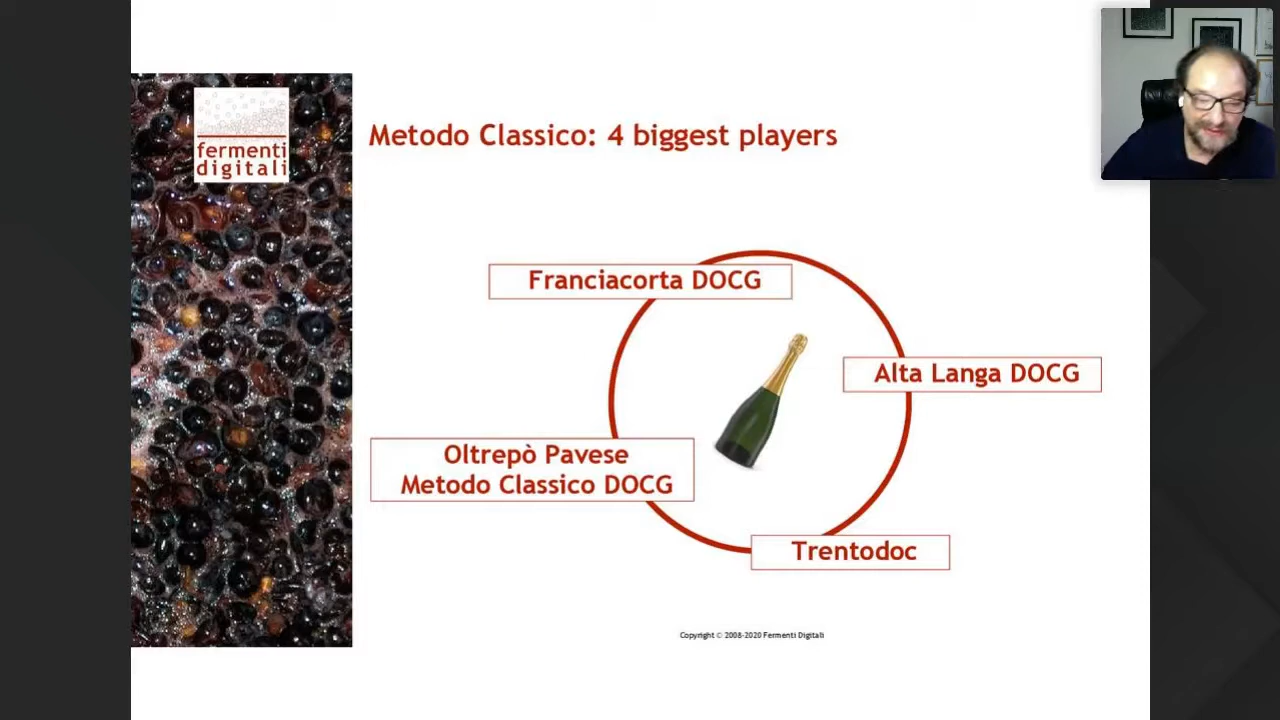 fermenti
digitali
Metodo Classico: 4 biggest players
Franciacorta DOCG
Alta Langa DOCG
Oltrepò Pavese
Metodo Classico DOCG
Trentodoc
Copyright © 2008-2020 Fermenti Digitali